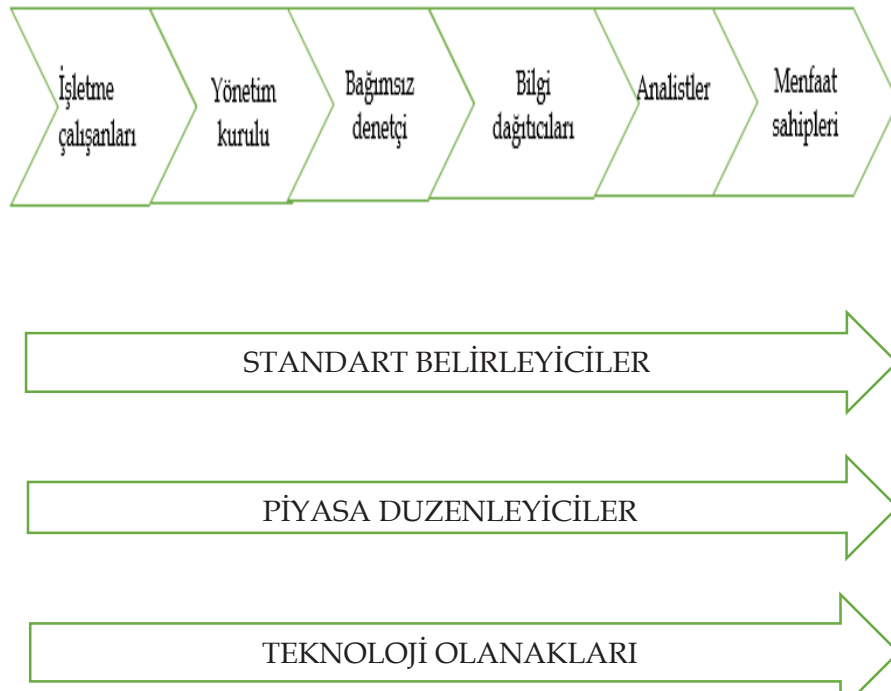 İşletme
çalışanları
Yönetim
kurulu
Bağımsız
denetçi
Bilgi
dağıtıcıları
Analistler
Menfaat
sahipleri
STANDART BELİRLEYİCİLER
PİYASA DUZENLEYİCİLER
TEKNOLOJİ OLANAKLARI